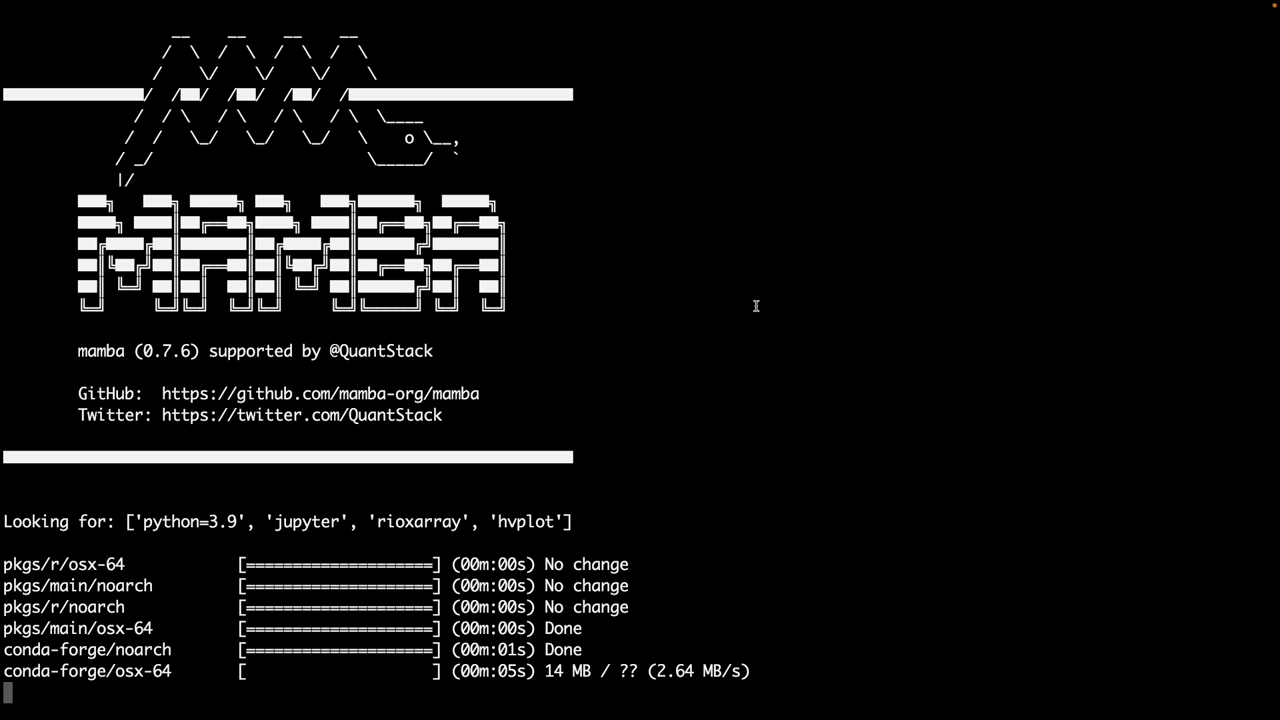 MAMBA
mamba (0.7.6) supported by @QuantStack
GitHub:  https://github.com/mamba-org/mamba
Twitter: https://twitter.com/QuantStack
Looking for: ['python=3.9', 'jupyter', 'rioxarray', 'hvplot']
pkgs/r/osx-64            [====================] (00m:00s) No change
pkgs/main/noarch         [====================] (00m:00s) No change
pkgs/r/noarch            [====================] (00m:00s) No change
pkgs/main/osx-64         [====================] (00m:00s) Done
conda-forge/noarch       [====================] (00m:01s) Done
conda-forge/osx-64       [                    ] (00m:05s) 14 MB / ?? (2.64 MB/s)